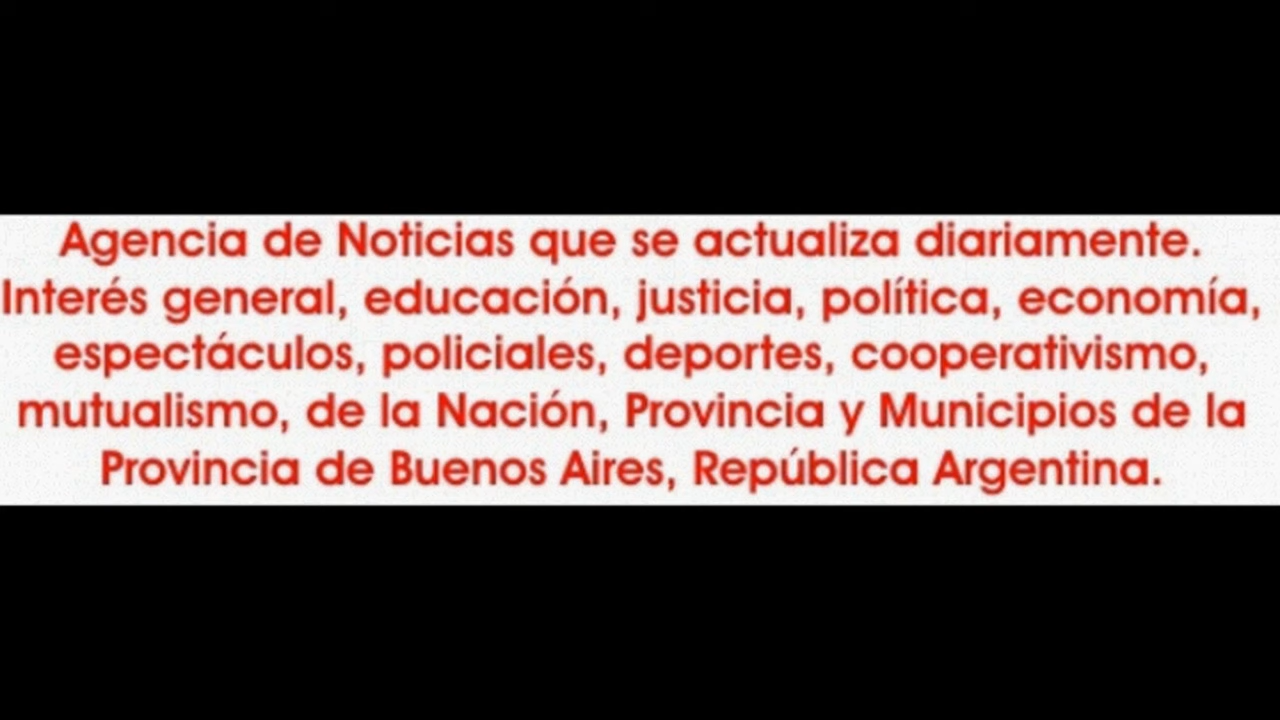 Agencia de Noticias que se actualiza diariamente.
Interés general, educación, justicia, política, economía,
espectáculos, policiales, deportes, cooperativismo,
mutualismo, de la Nación, Provincia y Municipios de la
Provincia de Buenos Aires, República Argentina.